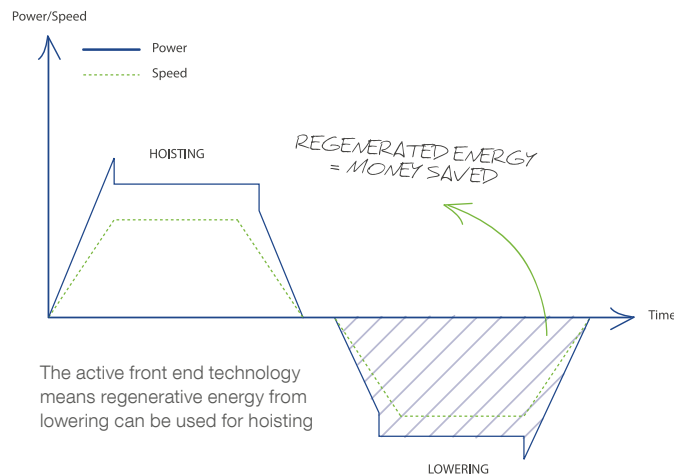 Power/Speed
Power
Speed
HOISTING
REGENERATED ENERGY
= MONEY SAVED
Time
The active front end technology
means regenerative energy from
lowering can be used for hoisting
LOWERING